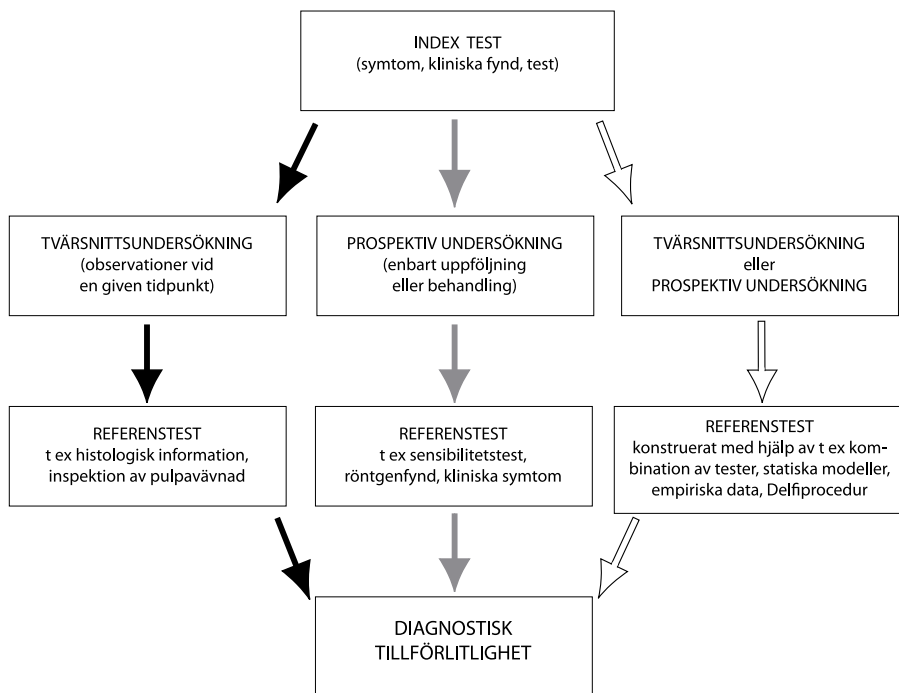 INDEX TEST
(symtom, kliniska fynd, test)
TVÄRSNITTSUNDERSÖKNING
(observationer vid
en given tidpunkt)
PROSPEKTIV UNDERSÖKNING
(enbart uppföljning
eller behandling)
TVÄRSNITTSUNDERSÖKNING
eller
PROSPEKTIV UNDERSÖKNING
REFERENSTEST
t ex histologisk information,
inspektion av pulpavävnad
REFERENSTEST
t ex sensibilitetstest,
röntgenfynd, kliniska symtom
REFERENSTEST
konstruerat med hjälp av t ex kom-
bination av tester, statiska modeller,
empiriska data, Delfiprocedur
DIAGNOSTISK
TILLFÖRLITLIGHET